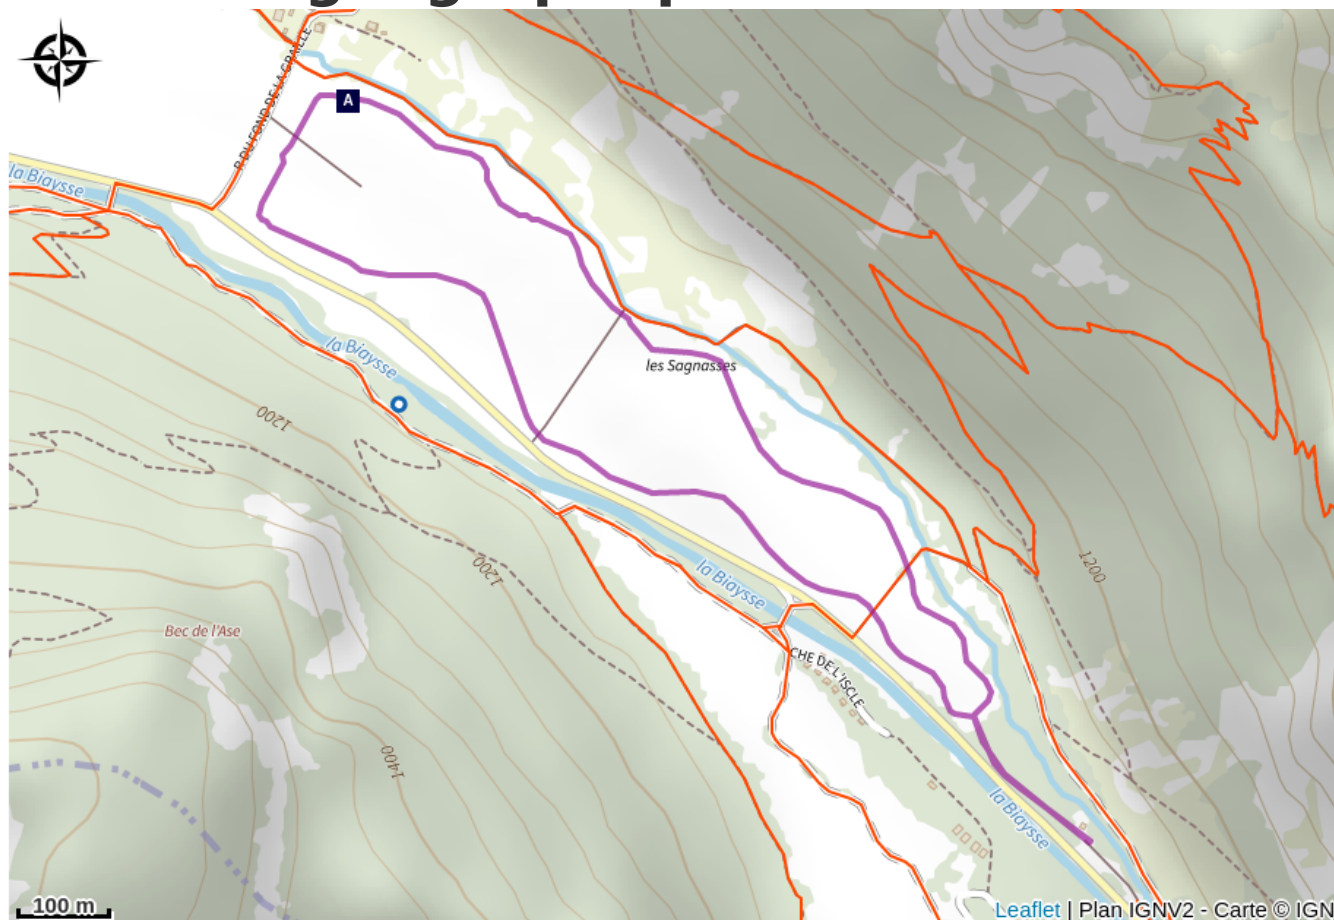 R DU FOND DE LA GRAILLE
A
la Biaysse
la Biaysse
les Sagnasses
1200
1200
1200
la Biaysse
Bec de l'Ase
CHE DE L'ISCLE
1400
la Biaysse
100 m
Leaflet | Plan IGNV2 - Carte © IGN